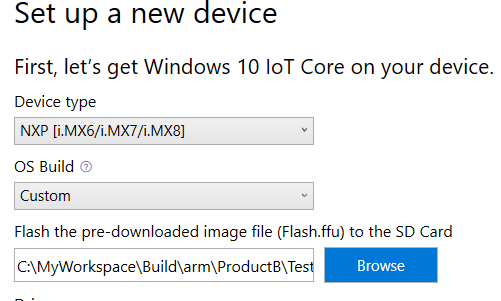 Set up a new device
First, let's get Windows 10 IoT Core on your device.
Device type
NXP [i.MX6/i.MX7/i.MX8]
OS Build ?
Custom
Flash the pre-downloaded image file (Flash.ffu) to the SD Card
C:\MyWorkspace\Build\arm\ProductB\Test
Browse